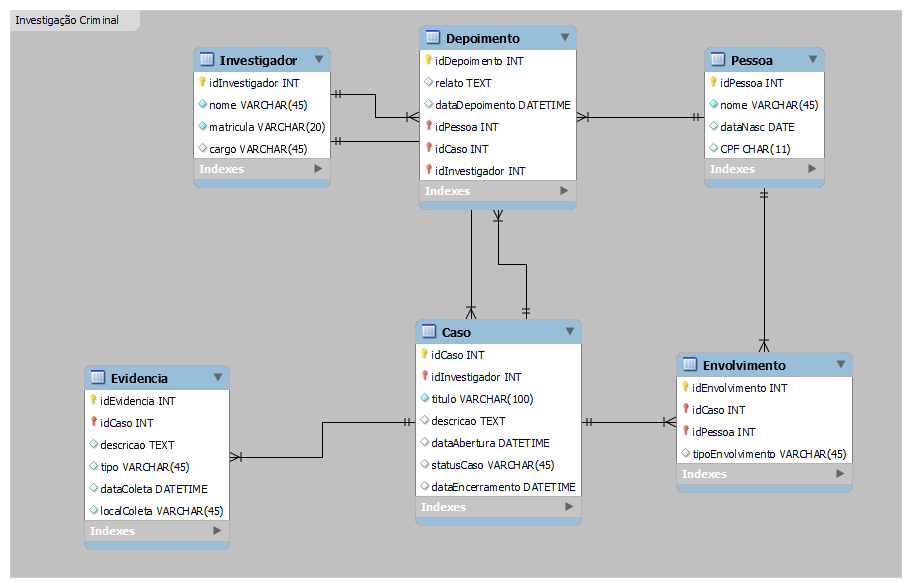 Investigação Criminal
Investigador
idInvestigador INT
nome VARCHAR(45)
matricula VARCHAR(20)
cargo VARCHAR(45)
Indexes
Depoimento
idDepoimento INT
relato TEXT
dataDepoimento DATETIME
idPessoa INT
idCaso INT
idInvestigador INT
Indexes
Pessoa
idPessoa INT
nome VARCHAR(45)
dataNasc DATE
CPF CHAR(11)
Indexes
Evidencia
idEvidencia INT
idCaso INT
descricao TEXT
tipo VARCHAR(45)
dataColeta DATETIME
localColeta VARCHAR(45)
Indexes
Caso
idCaso INT
idInvestigador INT
titulo VARCHAR(100)
descricao TEXT
dataAbertura DATETIME
statusCaso VARCHAR(45)
dataEncerramento DATETIME
Indexes
Envolvimento
idEnvolvimento INT
idCaso INT
idPessoa INT
tipoEnvolvimento VARCHAR(45)
Indexes